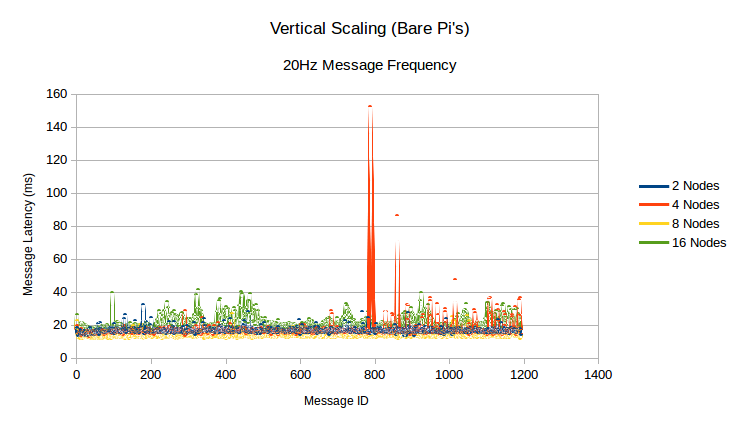 Vertical Scaling (Bare Pi's)
20Hz Message Frequency
160
140
120
100
80
60
40
20
0
Message Latency (ms)
0 200 400 600 800 1000 1200 1400
Message ID
2 Nodes
4 Nodes
8 Nodes
16 Nodes